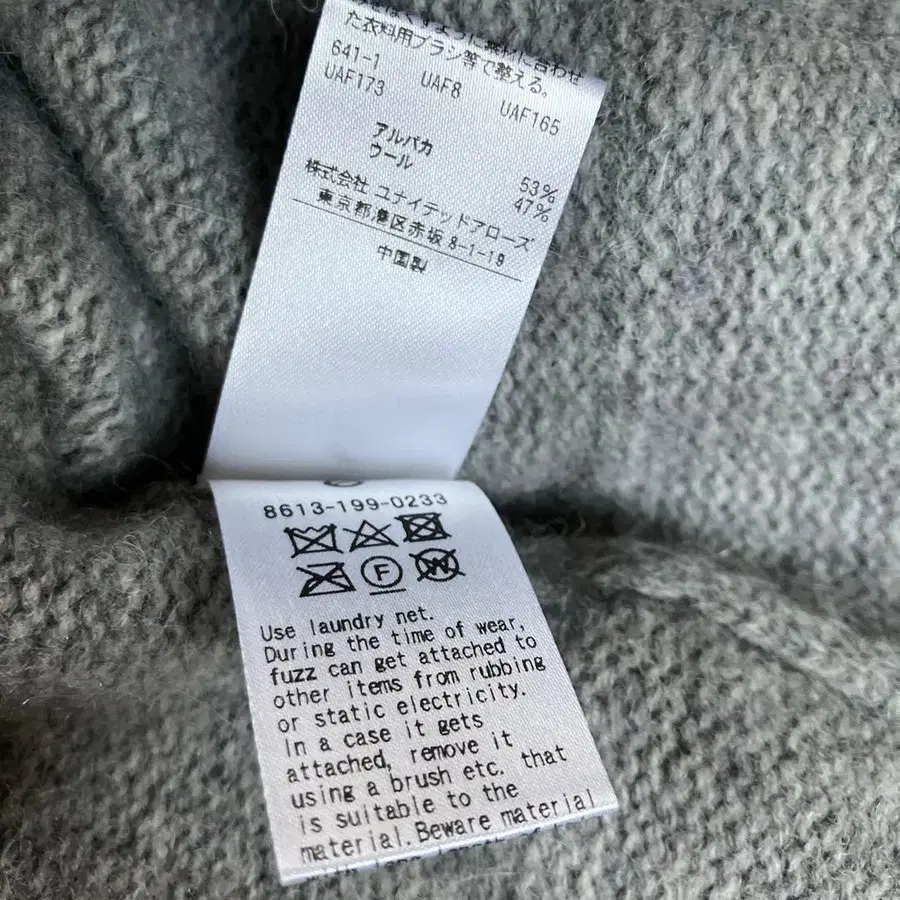 た衣料用ブラシ等で整える。
641-1 UAF8 UAF165
UAF173
アルパカ 53%
ウール 47%
株式会社 ユナイテッドアローズ
東京都港区赤坂 8-1-19
中国製
8613-199-0233
F
W
Use laundry net.
During the time of wear,
fuzz can get attached to
other items from rubbing
or static electricity.
In a case it gets
attached, remove it
using a brush etc. that
is suitable to the
material.Beware material